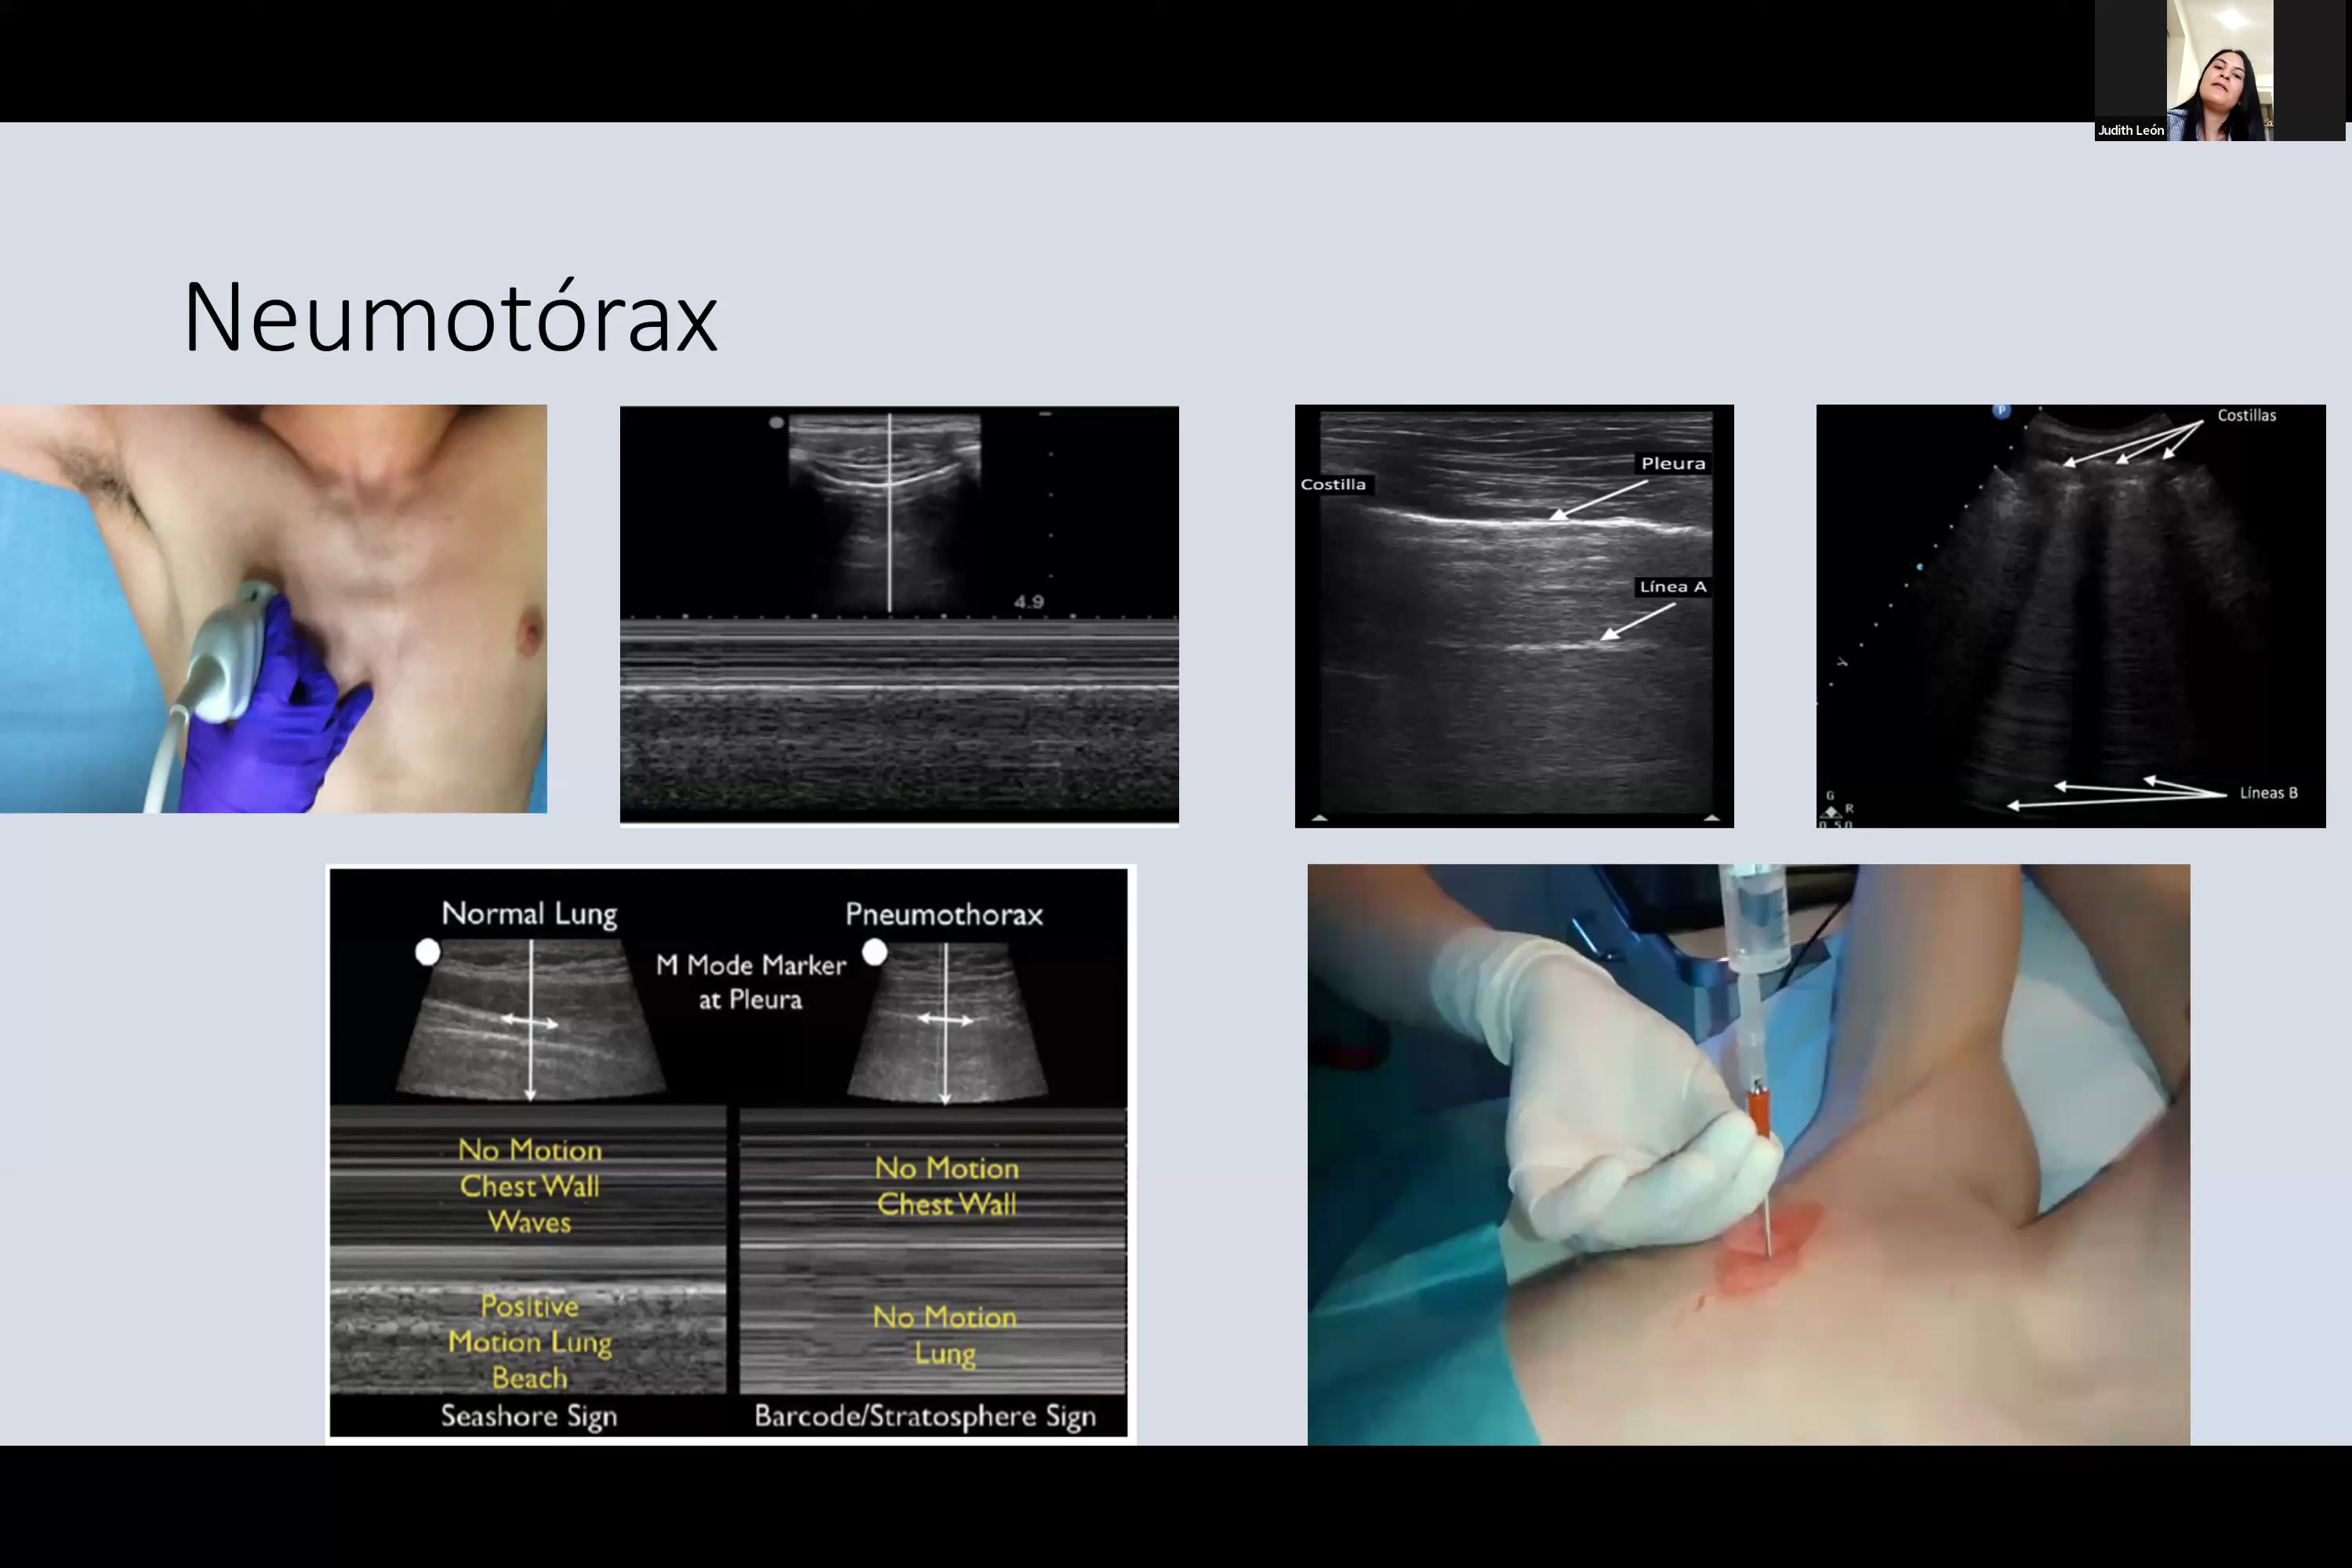 Judith León
Neumotórax
4.9
Costilla
Pleura
Línea A
P
Costillas
Líneas B
G
R
Normal Lung
Pneumothorax
M Mode Marker
at Pleura
No Motion
Chest Wall
Waves
No Motion
Chest Wall
Positive
Motion Lung
Beach
No Motion
Lung
Seashore Sign
Barcode/Stratosphere Sign